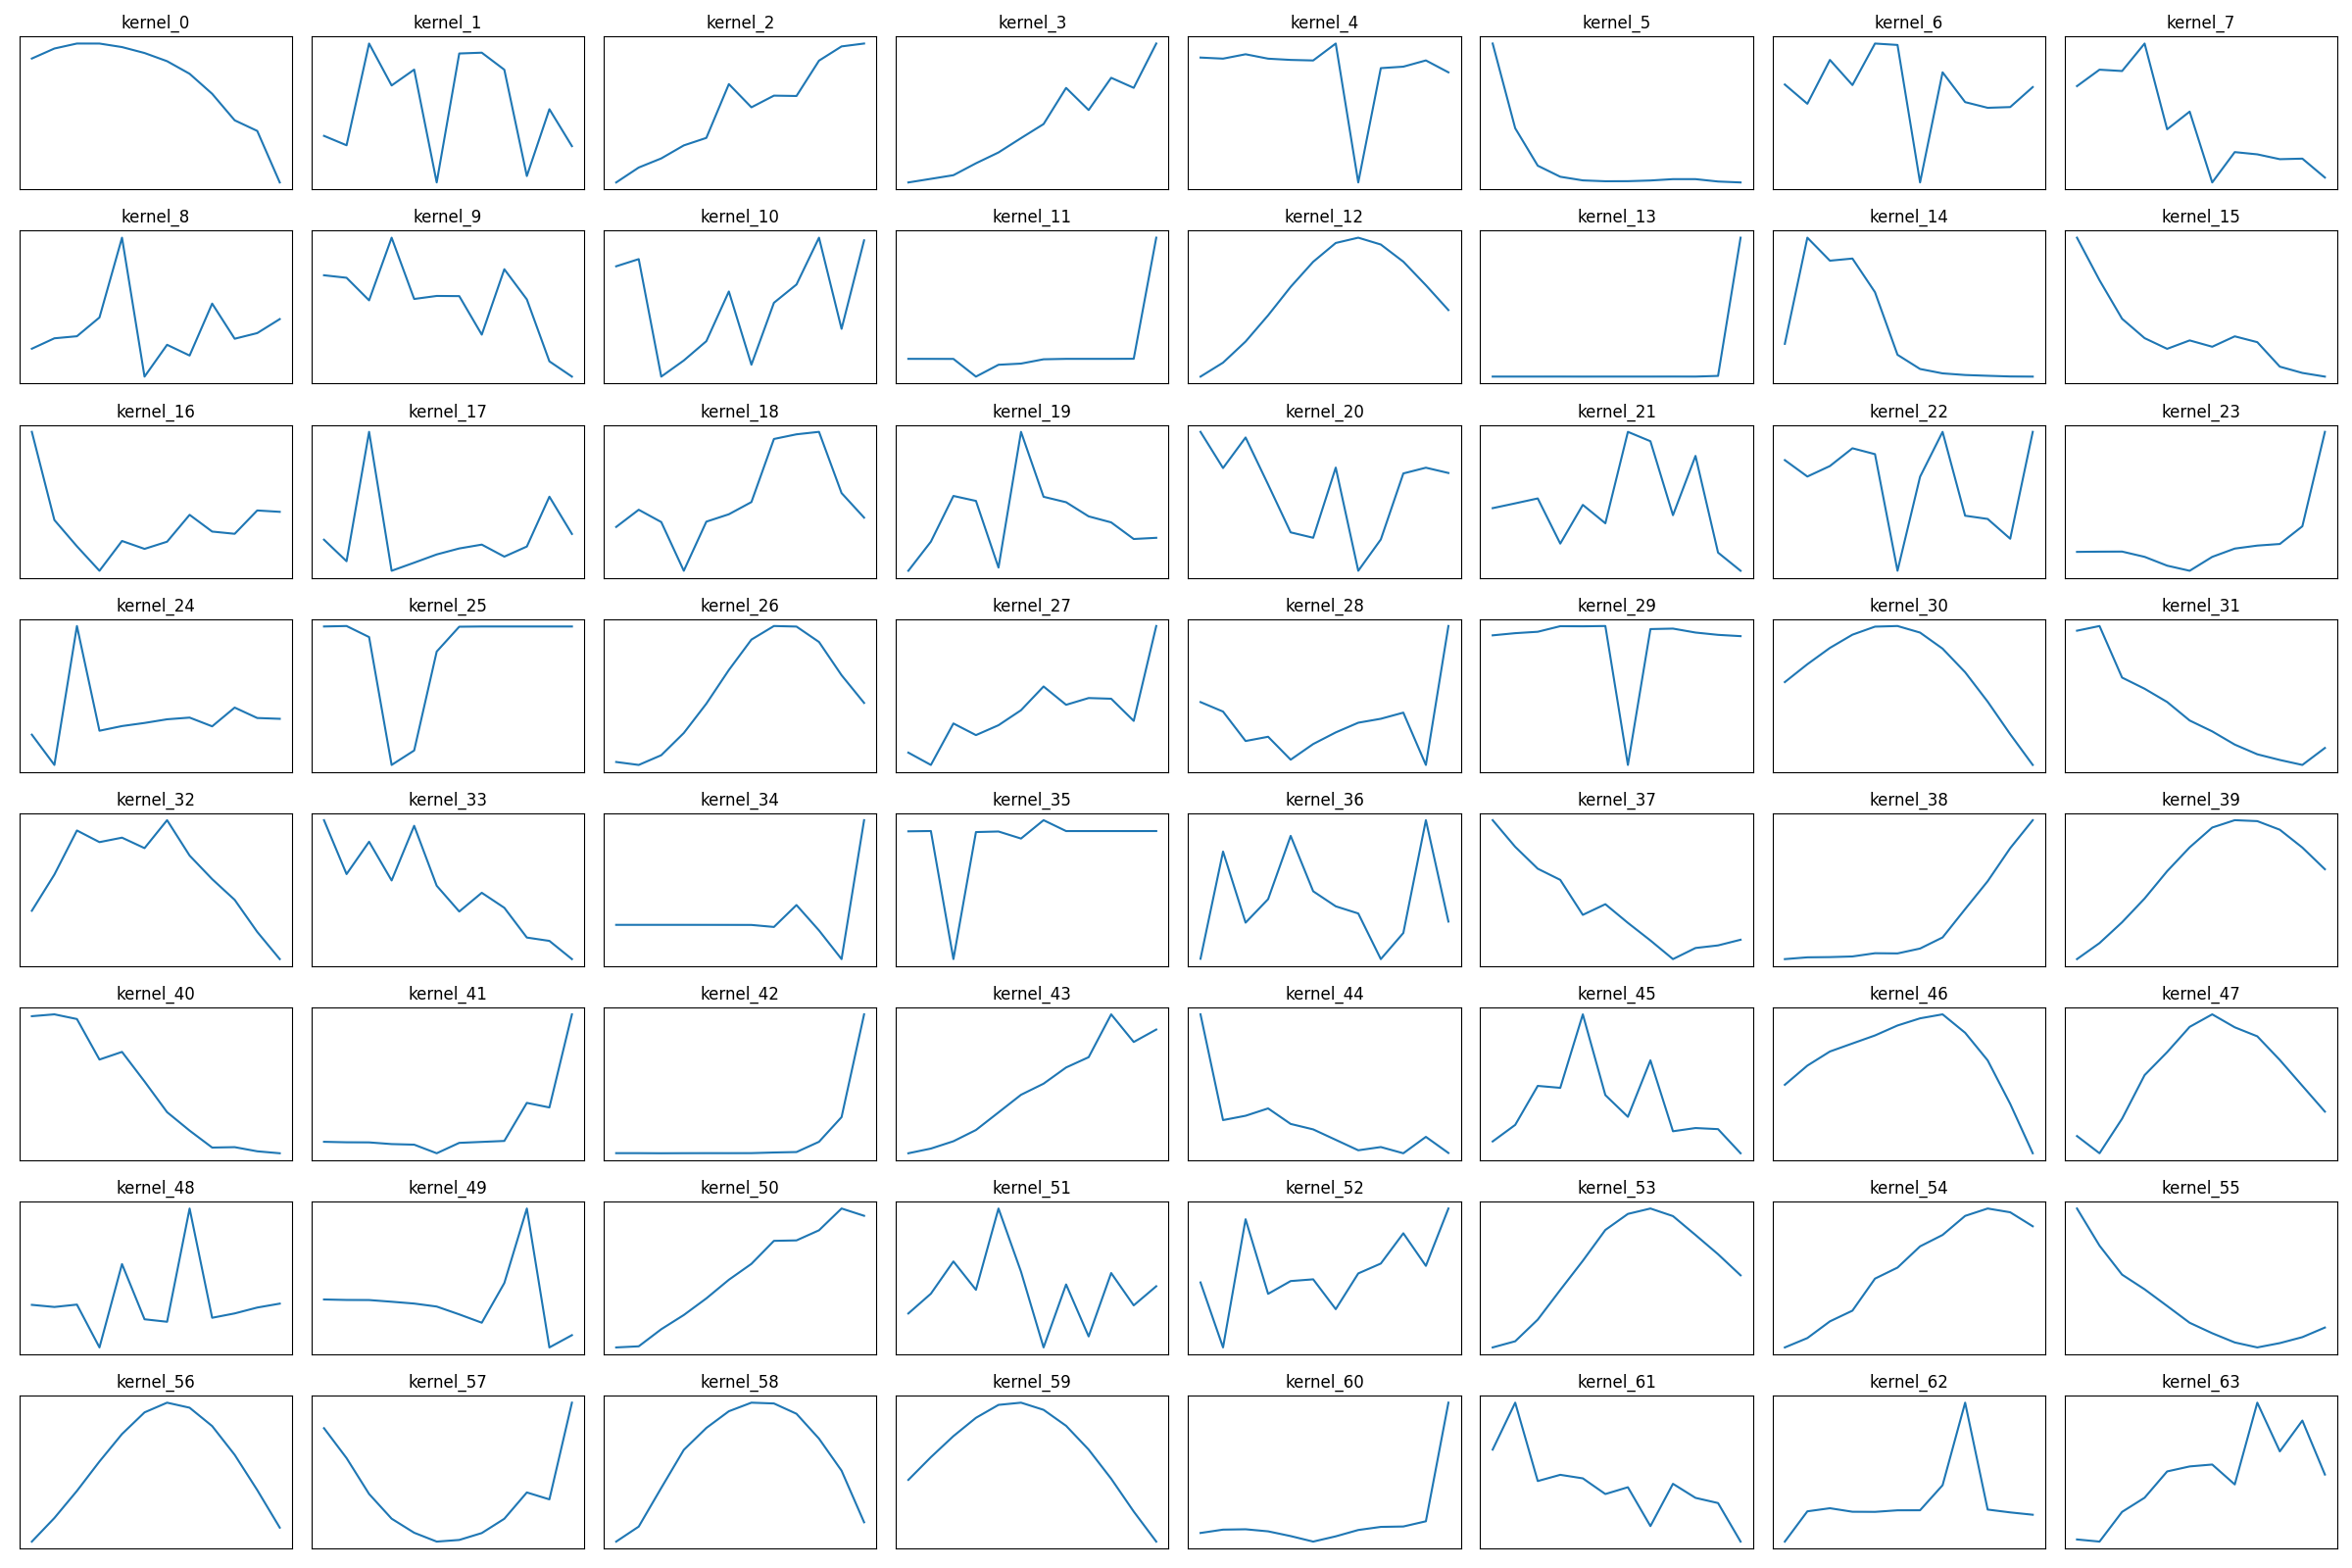 kernel_0 kernel_1 kernel_2 kernel_3 kernel_4 kernel_5 kernel_6 kernel_7
kernel_8 kernel_9 kernel_10 kernel_11 kernel_12 kernel_13 kernel_14 kernel_15
kernel_16 kernel_17 kernel_18 kernel_19 kernel_20 kernel_21 kernel_22 kernel_23
kernel_24 kernel_25 kernel_26 kernel_27 kernel_28 kernel_29 kernel_30 kernel_31
kernel_32 kernel_33 kernel_34 kernel_35 kernel_36 kernel_37 kernel_38 kernel_39
kernel_40 kernel_41 kernel_42 kernel_43 kernel_44 kernel_45 kernel_46 kernel_47
kernel_48 kernel_49 kernel_50 kernel_51 kernel_52 kernel_53 kernel_54 kernel_55
kernel_56 kernel_57 kernel_58 kernel_59 kernel_60 kernel_61 kernel_62 kernel_63